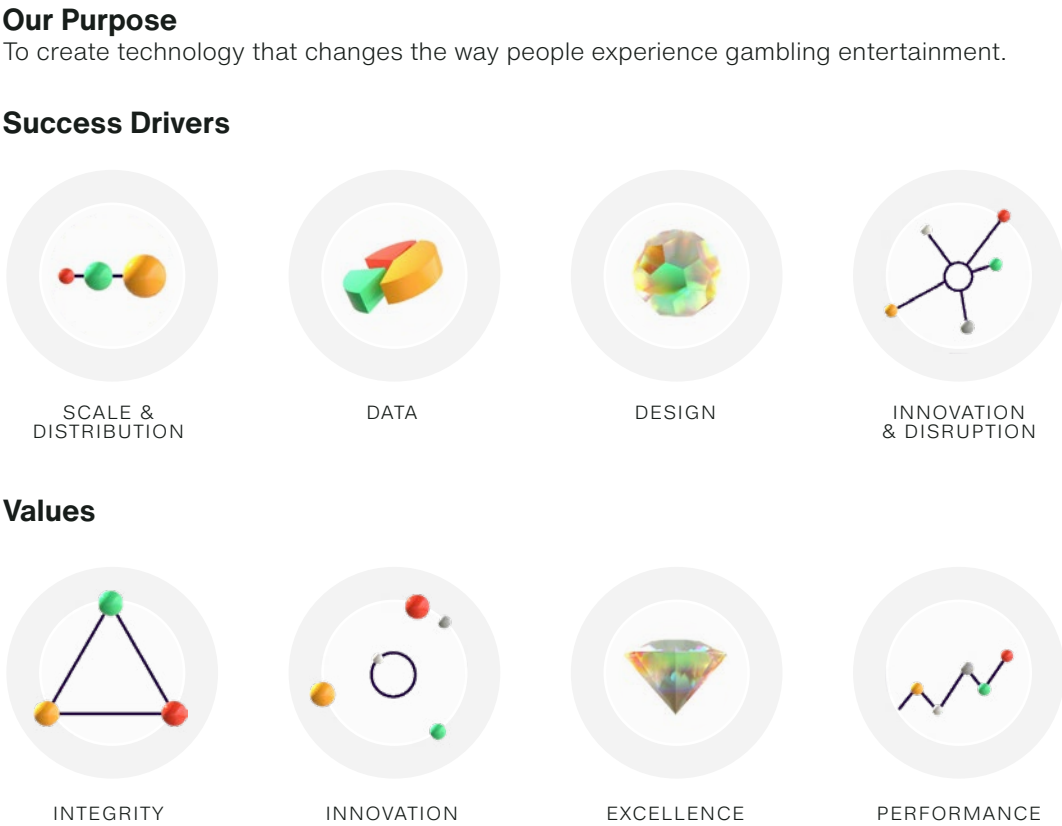 Our Purpose
To create technology that changes the way people experience gambling entertainment.
Success Drivers
SCALE &
DISTRIBUTION
DATA
DESIGN
INNOVATION
& DISRUPTION
Values
INTEGRITY
INNOVATION
EXCELLENCE
PERFORMANCE